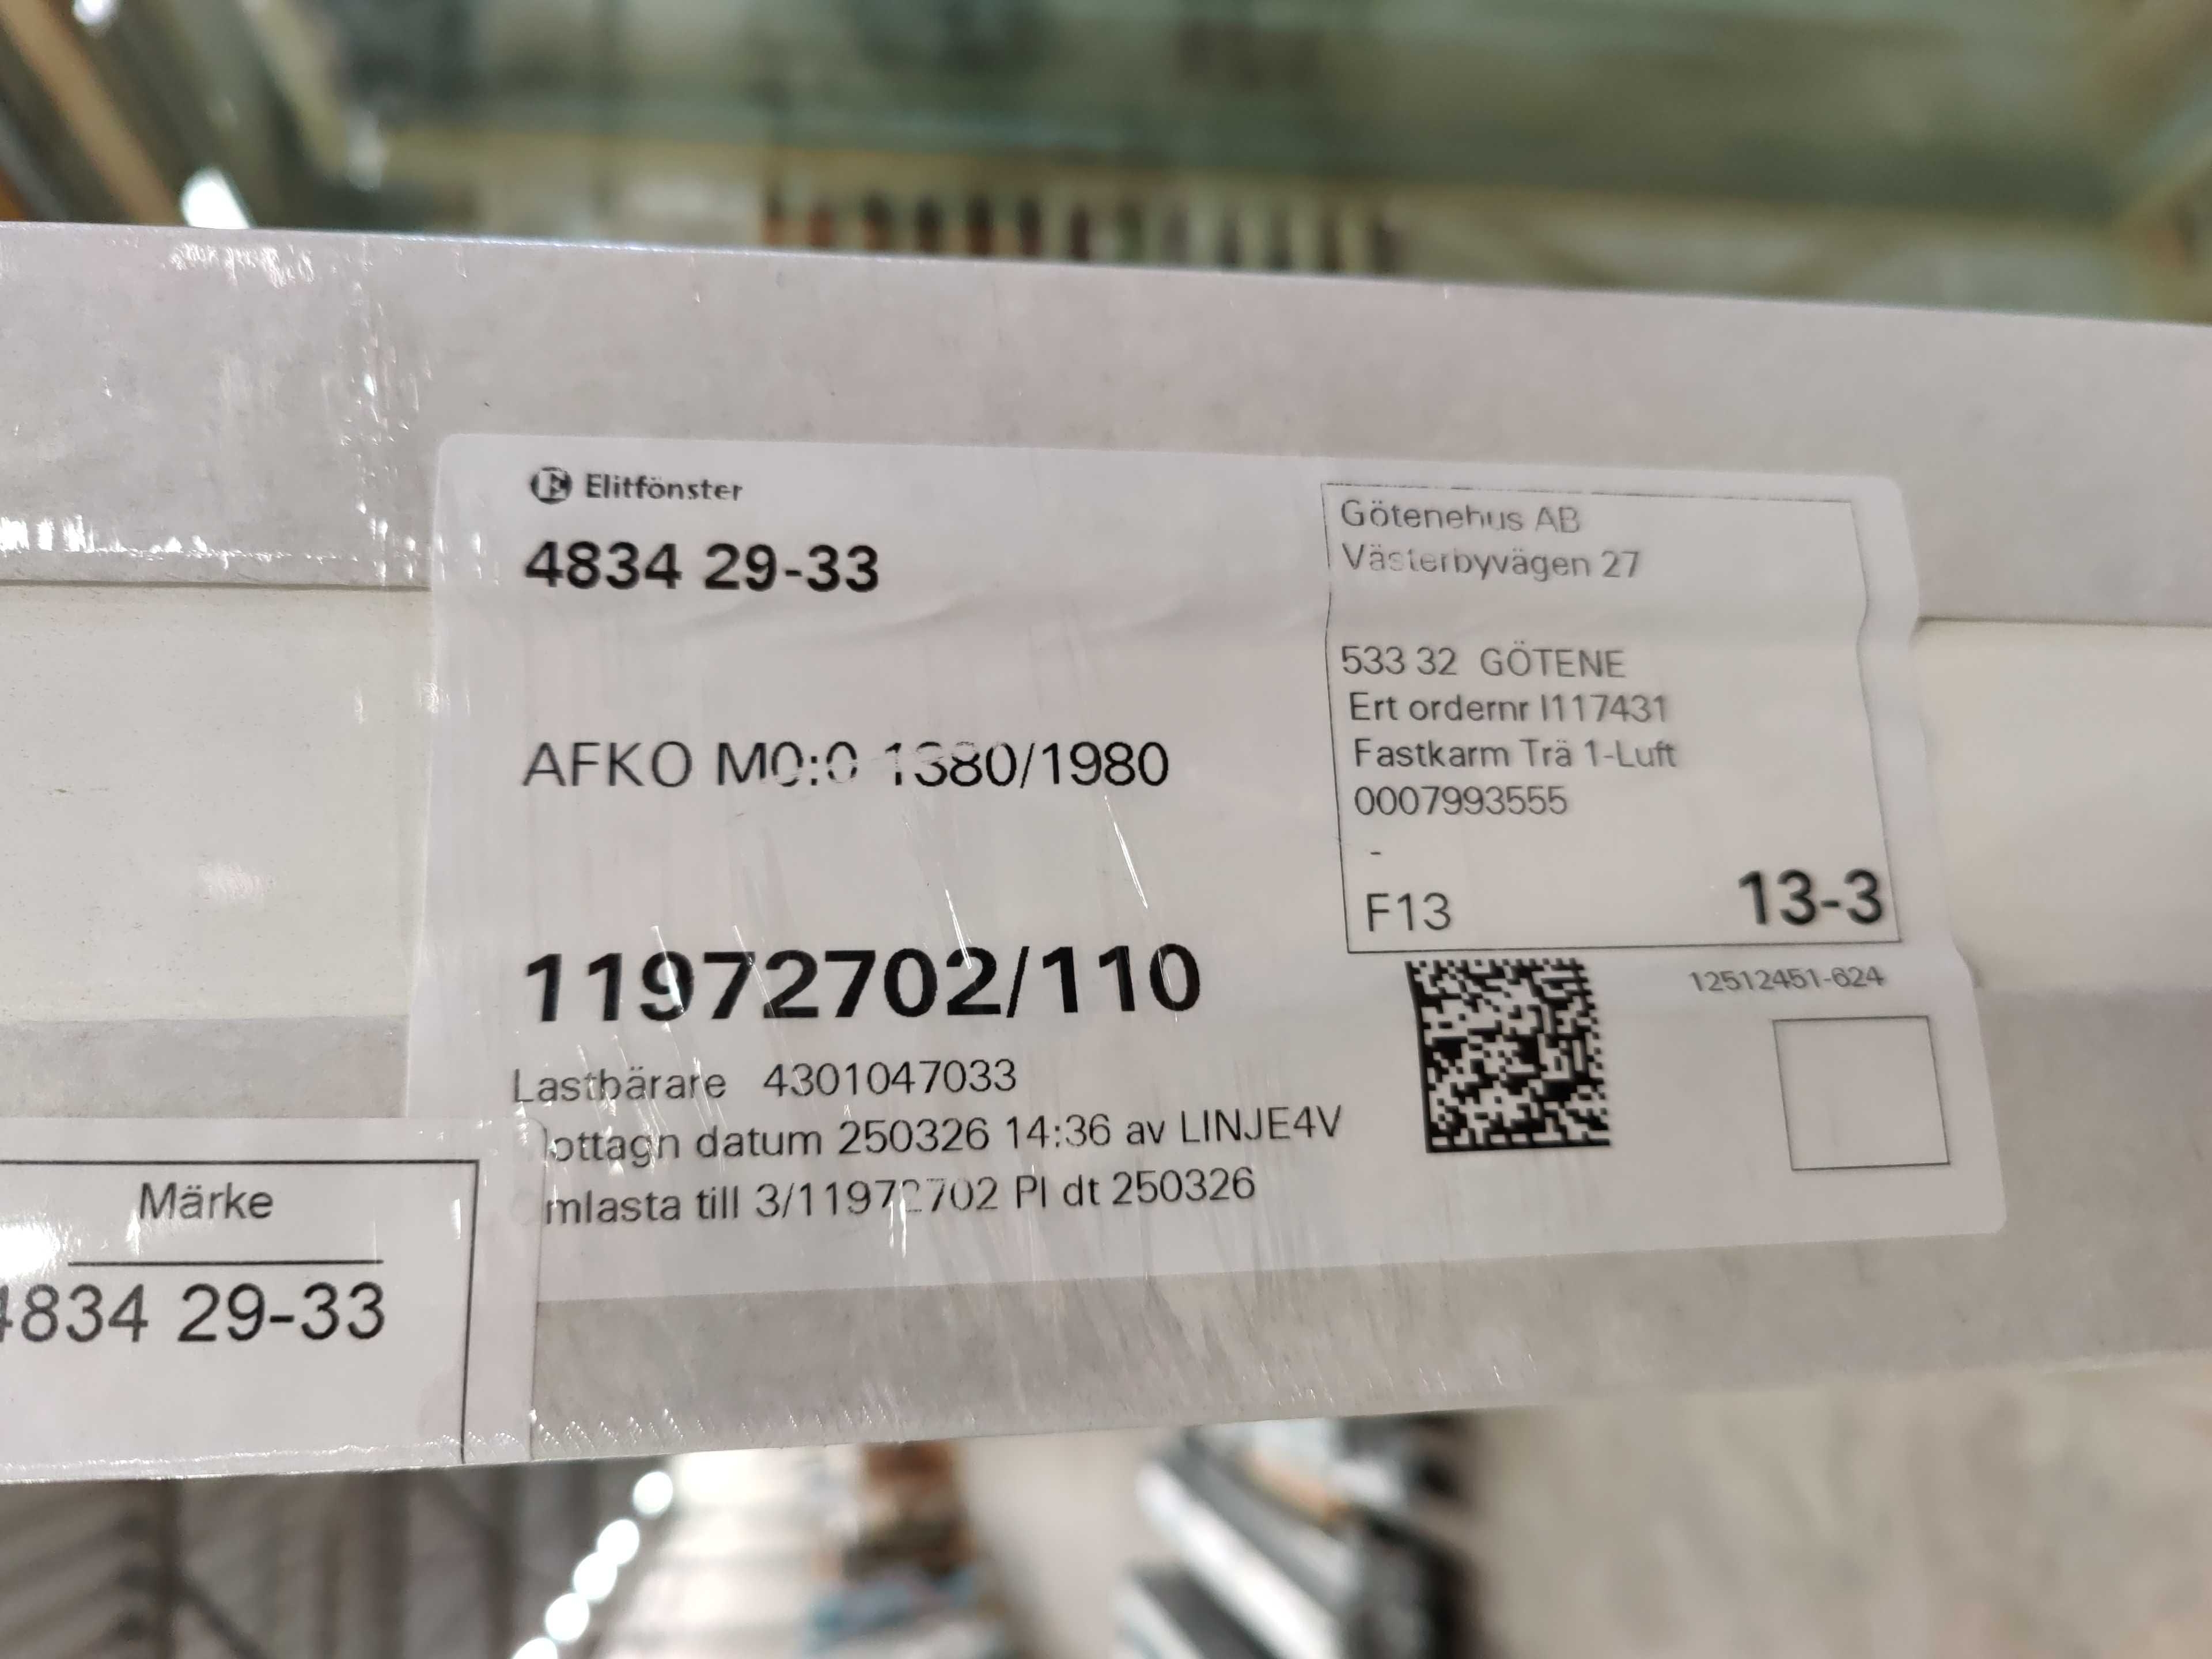 Elitfönster
4834 29-33
AFKO M0:0 1380/1980
11972702/110
Lastbärare 4301047033
datum 250326 14:36 av LINJE4V
till 3/11972702 Pl dt 250326
Götenehus AB
Västerbyvägen 27
533 32 GÖTENE
Ert ordernr I117431
Fastkarm Trä 1-Luft
0007993555
-
F13
13-3
12512451-624
Märke
4834 29-33